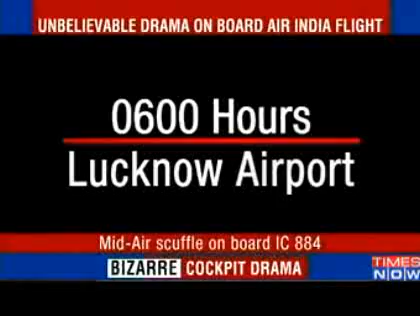 UNBELIEVABLE DRAMA ON BOARD AIR INDIA FLIGHT
0600 Hours
Lucknow Airport
Mid-Air scuffle on board IC 884
BIZARRE COCKPIT DRAMA
TIMES
NOW